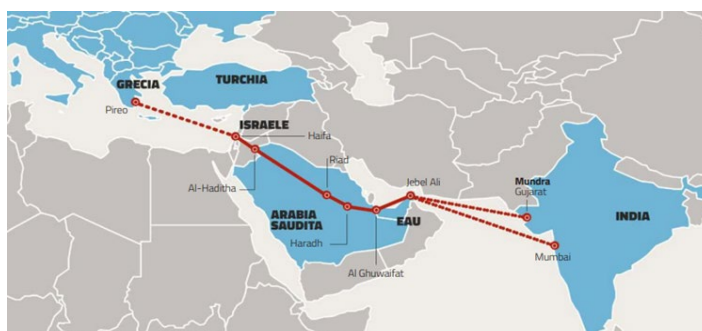 GRECIA
TURCHIA
Pireo
ISRAELE
Haifa
Al-Haditha
Riad
Jebel Ali
Mundra
Gujarat
ARABIA
SAUDITA
EAU
INDIA
Haradh
Mumbai
Al Ghuwaifat